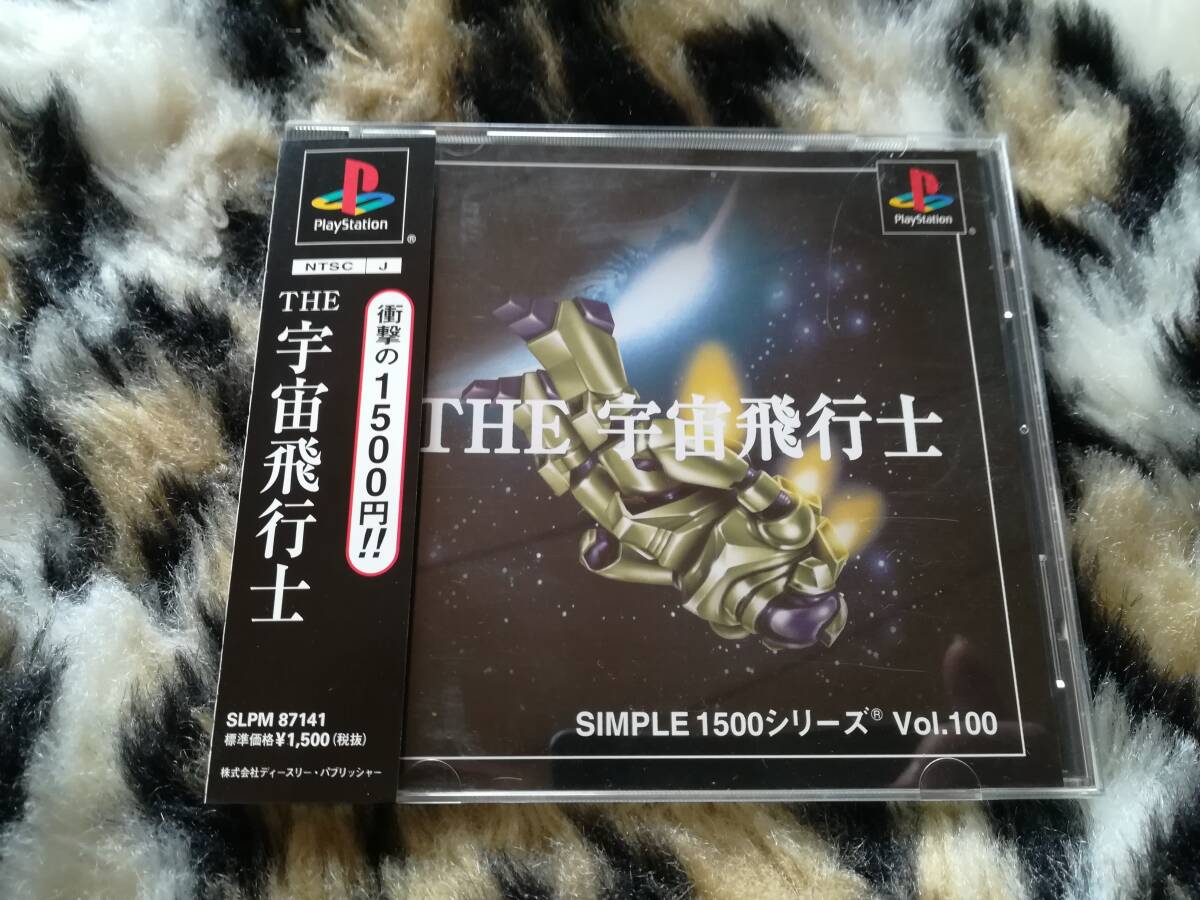 PlayStation
®
NTSC J
THE 宇宙飛行士
衝撃の1500円!!
SLPM 87141
標準価格¥1,500(税抜)
株式会社ディースリー・パブリッシャー
PlayStation
®
THE 宇宙飛行士
SIMPLE 1500シリーズ® Vol.100